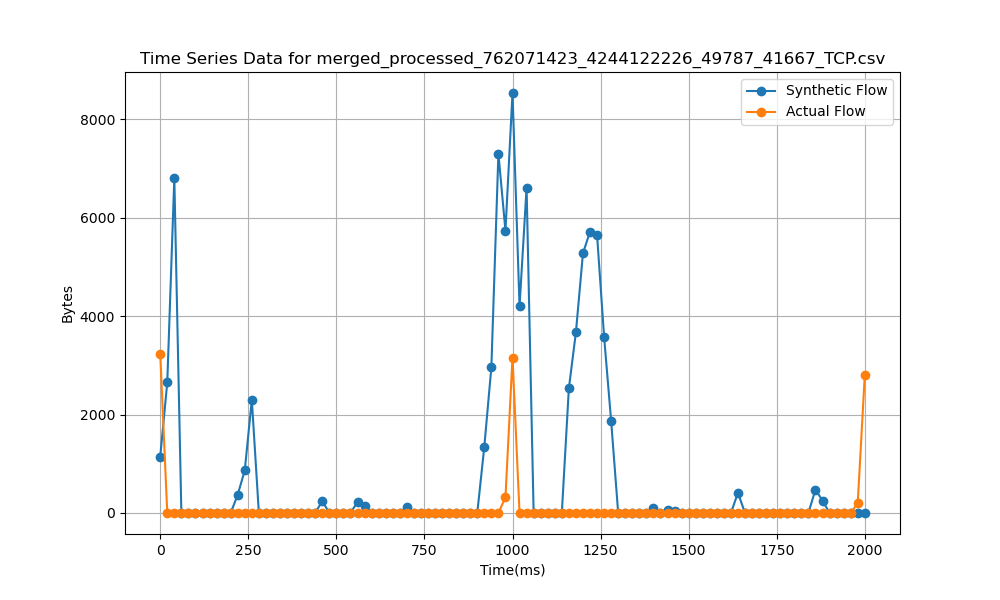 Time Series Data for merged_processed_762071423_4244122226_49787_41667_TCP.csv
Synthetic Flow
Actual Flow
8000
6000
4000
2000
0
Bytes
0 250 500 750 1000 1250 1500 1750 2000
Time(ms)